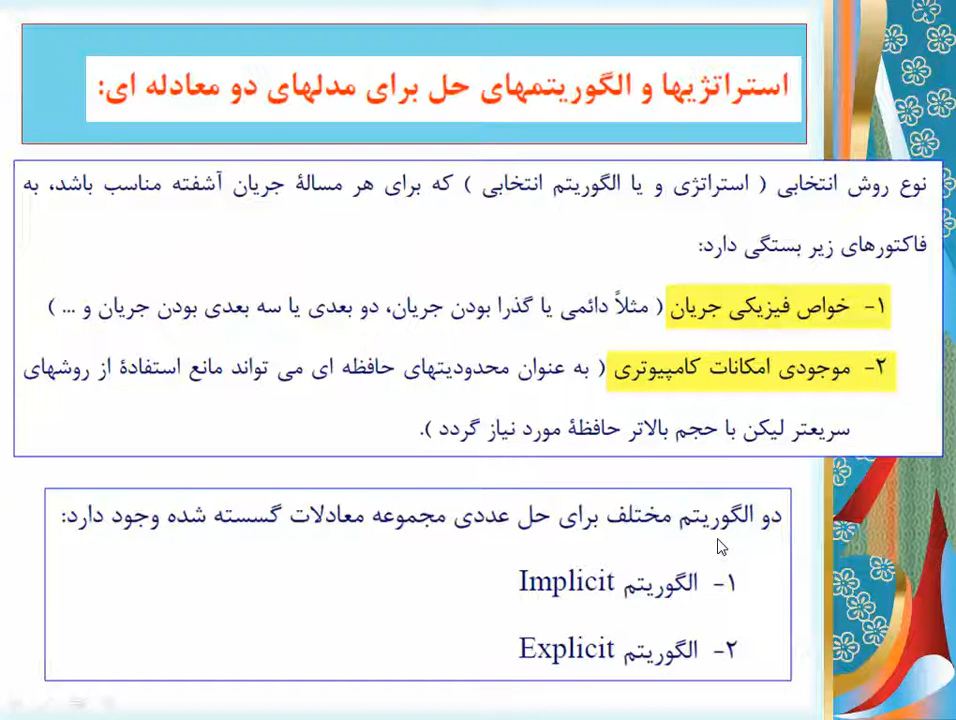 استراتژیها و الگوریتمهای حل برای مدلهای دو معادله ای:
نوع روش انتخابی ( استراتژی و یا الگوریتم انتخابی ) که برای هر مسالهٔ جریان آشفته مناسب باشد، به
فاکتورهای زیر بستگی دارد:
۱- خواص فیزیکی جریان ( مثلاً دائمی یا گذرا بودن جریان، دو بعدی یا سه بعدی بودن جریان و ... )
۲- موجودی امکانات کامپیوتری ( به عنوان محدودیتهای حافظه ای می تواند مانع استفادهٔ از روشهای
سریعتر لیکن با حجم بالاتر حافظهٔ مورد نیاز گردد ).
دو الگوریتم مختلف برای حل عددی مجموعه معادلات گسسته شده وجود دارد:
۱- الگوریتم Implicit
۲- الگوریتم Explicit